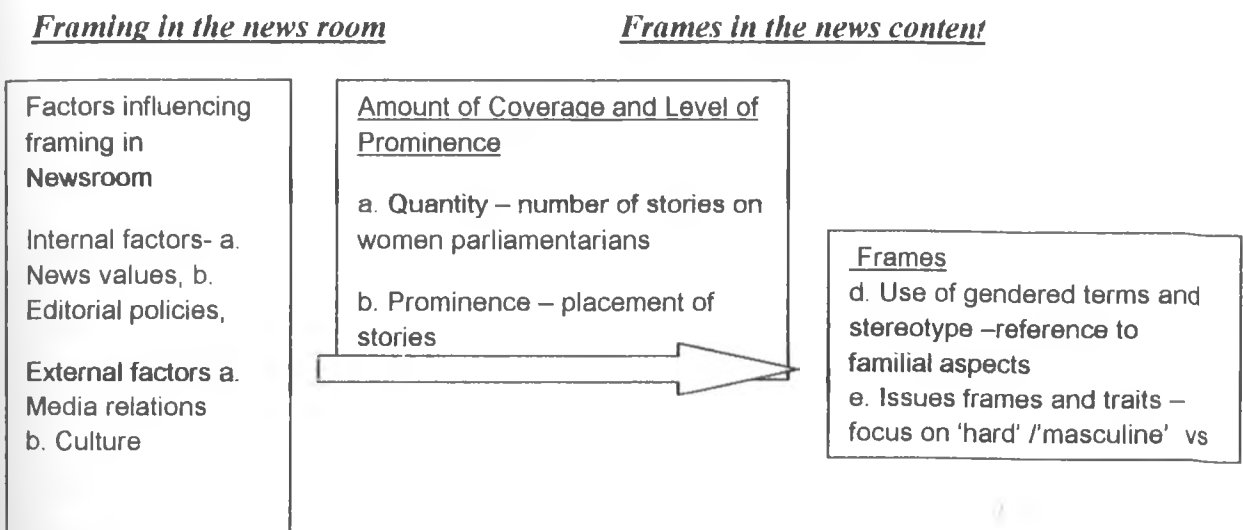 Framing in the news room
Frames in the news content
Factors influencing
framing in
Newsroom
Internal factors- a.
News values, b.
Editorial policies,
External factors a.
Media relations
b. Culture
Amount of Coverage and Level of
Prominence
a. Quantity – number of stories on
women parliamentarians
b. Prominence – placement of
stories
Frames
d. Use of gendered terms and
stereotype –reference to
familial aspects
e. Issues frames and traits –
focus on 'hard' /'masculine' vs